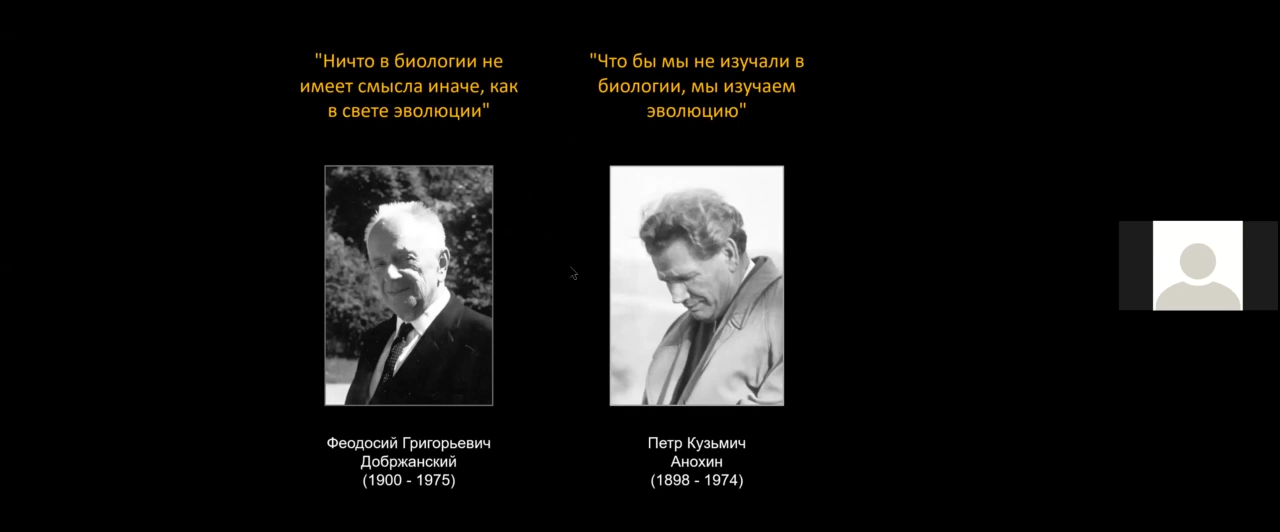 "Ничто в биологии не
имеет смысла иначе, как
в свете эволюции"
"Что бы мы не изучали в
биологии, мы изучаем
эволюцию"
Феодосий Григорьевич
Добржанский
(1900 - 1975)
Петр Кузьмич
Анохин
(1898 - 1974)